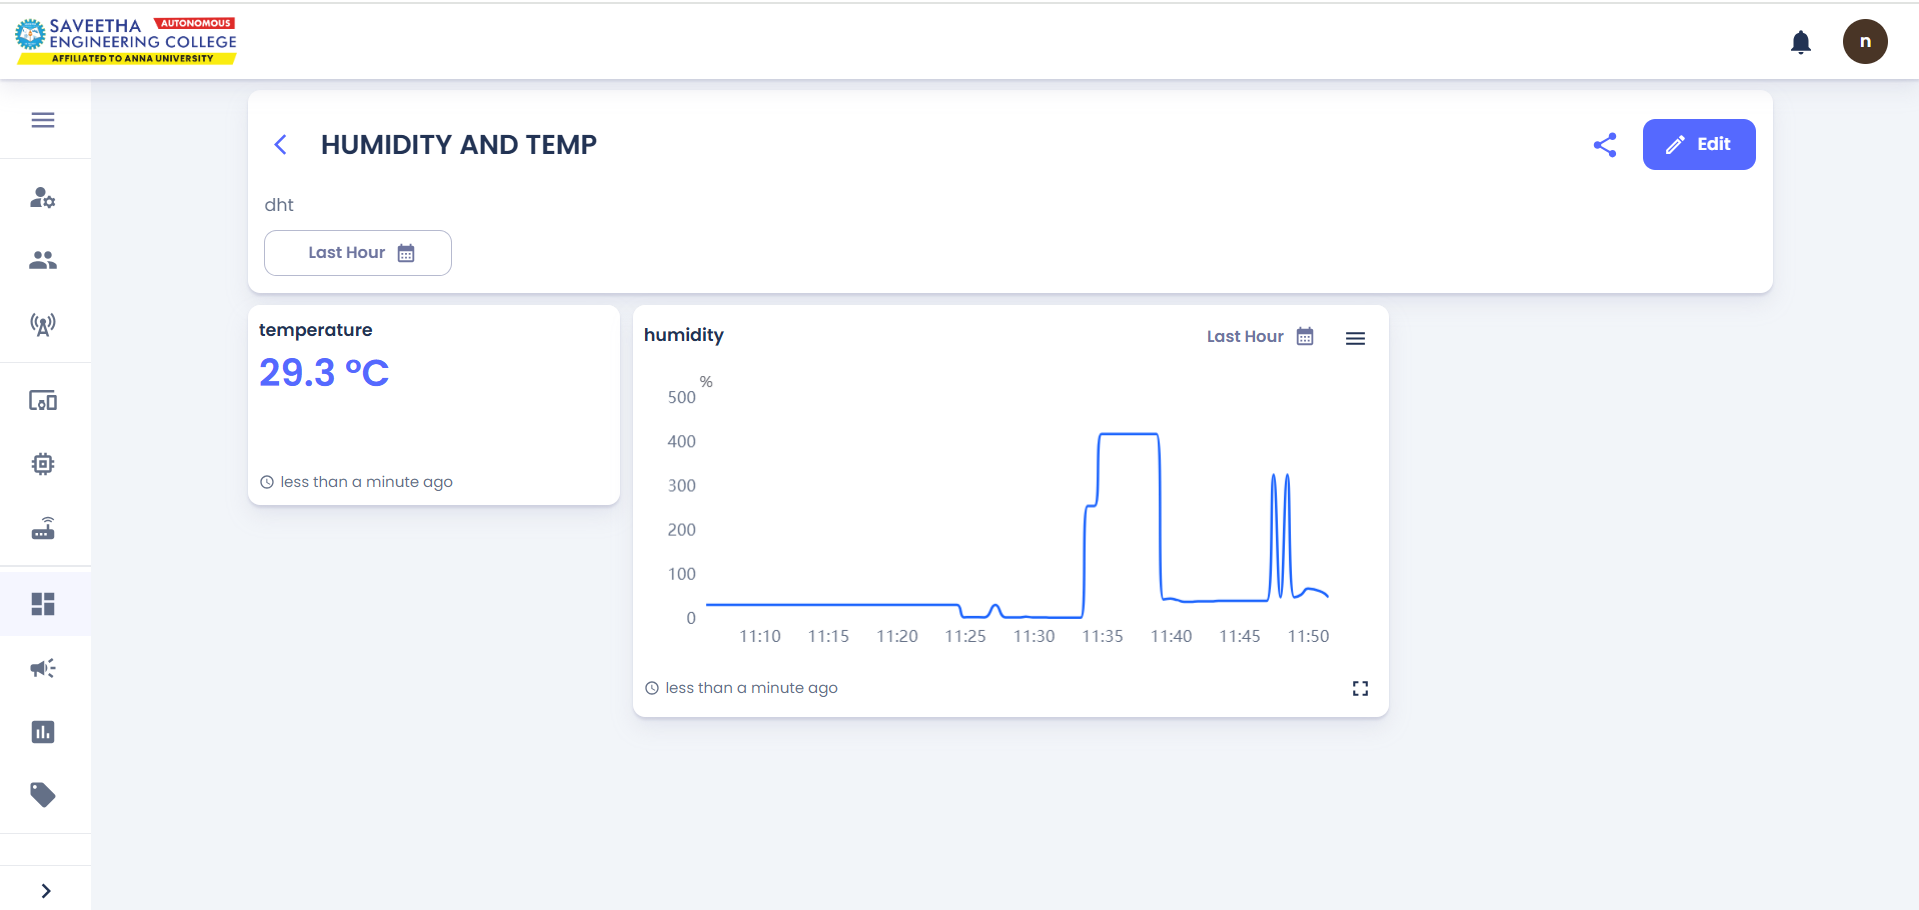 SAVEETHA AUTONOMOUS
ENGINEERING COLLEGE
AFFILIATED TO ANNA UNIVERSITY
n
HUMIDITY AND TEMP
Edit
dht
Last Hour
temperature
29.3 °C
less than a minute ago
humidity
Last Hour
%
500
400
300
200
100
0
11:10 11:15 11:20 11:25 11:30 11:35 11:40 11:45 11:50
less than a minute ago